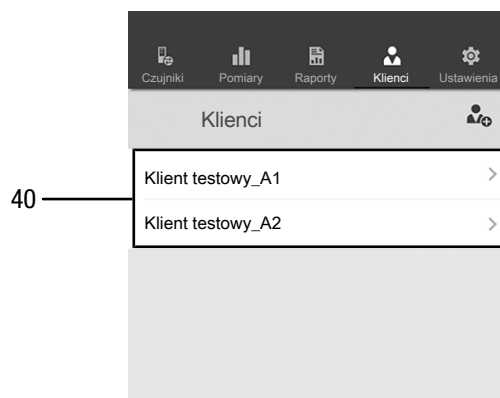 Czujniki Pomiary Raporty Klienci Ustawienia
Klienci
Klient testowy_A1
40
Klient testowy_A2